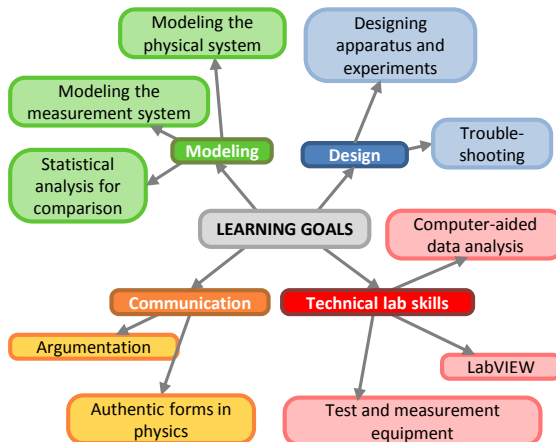 Modeling the
physical system
Designing
apparatus and
experiments
Modeling the
measurement system
Modeling
Design
Trouble-
shooting
Statistical
analysis for
comparison
LEARNING GOALS
Computer-aided
data analysis
Communication
Technical lab skills
Argumentation
LabVIEW
Authentic forms in
physics
Test and measurement
equipment